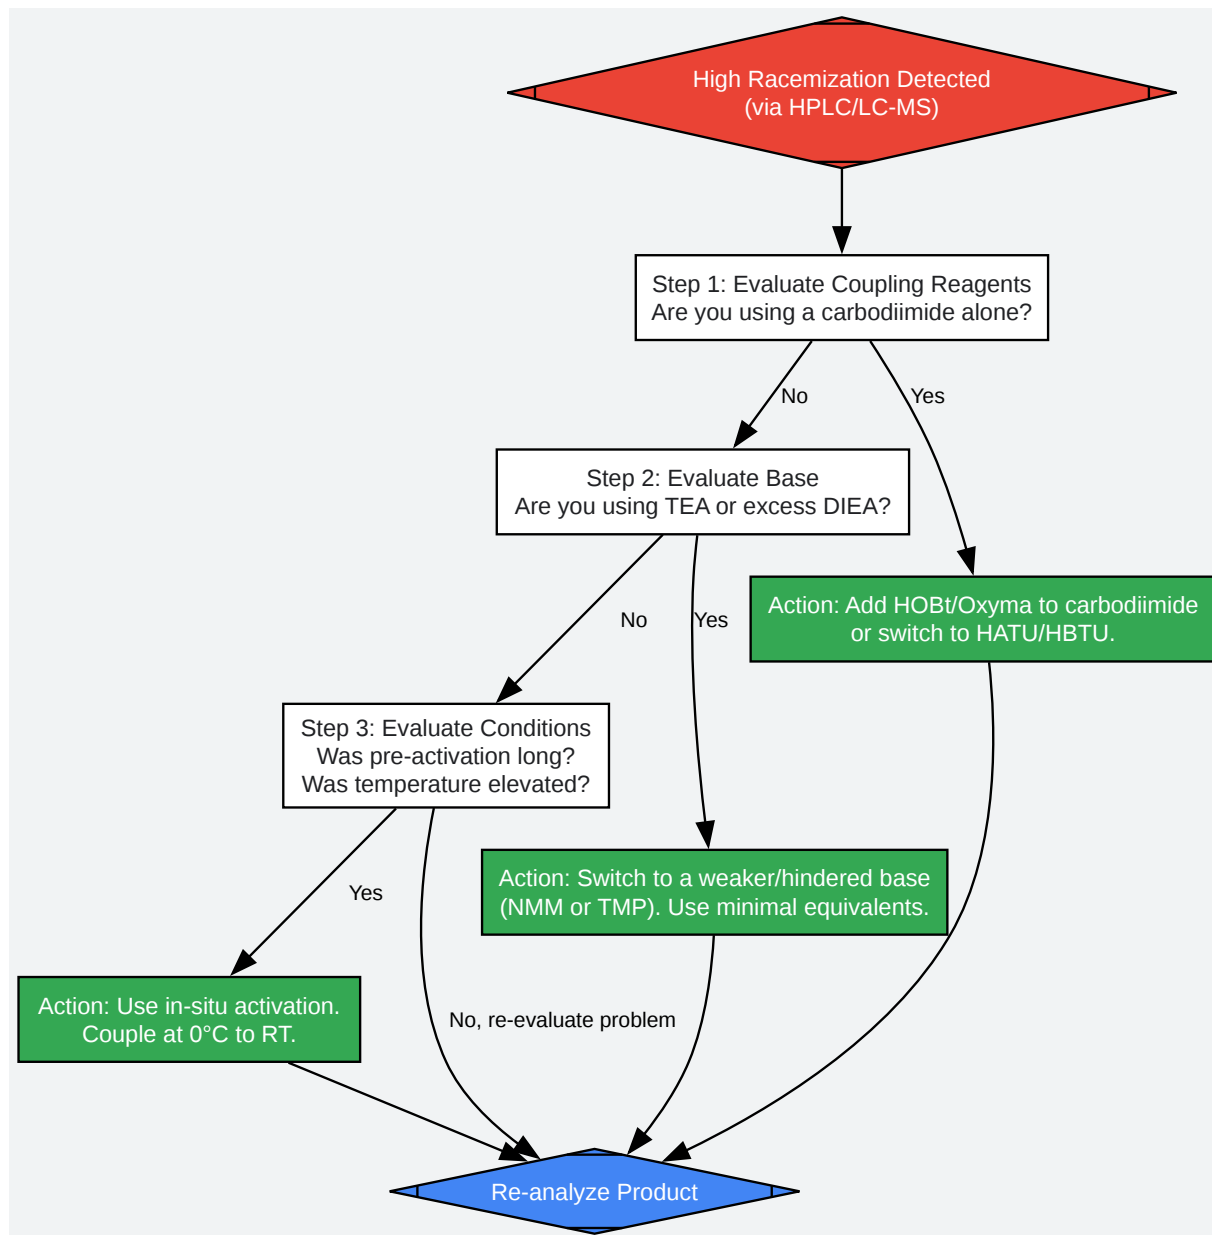 High Racemization Detected
(via HPLC/LC-MS)
Step 1: Evaluate Coupling Reagents
Are you using a carbodiimide alone?
No
Yes
Step 2: Evaluate Base
Are you using TEA or excess DIEA?
Action: Add HOBt/Oxyma to carbodiimide
or switch to HATU/HBTU.
No
Yes
Step 3: Evaluate Conditions
Was pre-activation long?
Was temperature elevated?
Action: Switch to a weaker/hindered base
(NMM or TMP). Use minimal equivalents.
Yes
Action: Use in-situ activation.
Couple at 0°C to RT.
No, re-evaluate problem
Re-analyze Product